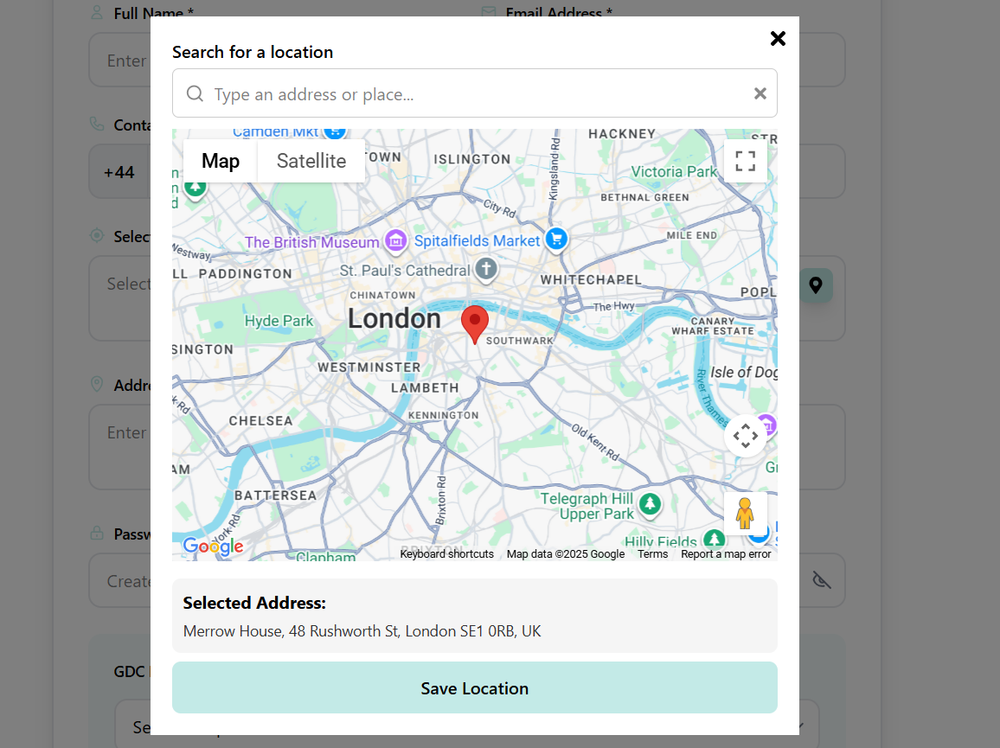 Full Name *
Email Address *
Search for a location
Enter
Type an address or place...
Conta
Camden Mkt
HACKNEY
STR
Map
Satellite
TOWN
ISLINGTON
+44
Kingsland Rd
Victoria Park
City Rd
BETHNAL GREEN
Selec
The British Museum
Spitalfields Market
MILE END
Westway
LL PADDINGTON
St. Paul's Cathedral
WHITECHAPEL
Select
CHINATOWN
POPL
The Hwy
Hyde Park
London
CANARY
WHARF ESTATE
SOUTHWARK
SINGTON
WESTMINSTER
Isle of Dog
Addre
LAMBETH
River Thames
k Rd
CHELSEA
KENNINGTON
Enter
Old Kent Rd
AM
Gr
BATTERSEA
Brixton Rd
Telegraph Hill
Upper Park
York Rd
Passw
Hilly Fields
Google
Clapham
BRIXTON
Keyboard shortcuts
Map data ©2025 Google
Terms
Report a map error
Create
Selected Address:
Merrow House, 48 Rushworth St, London SE1 0RB, UK
GDC
Save Location
Se